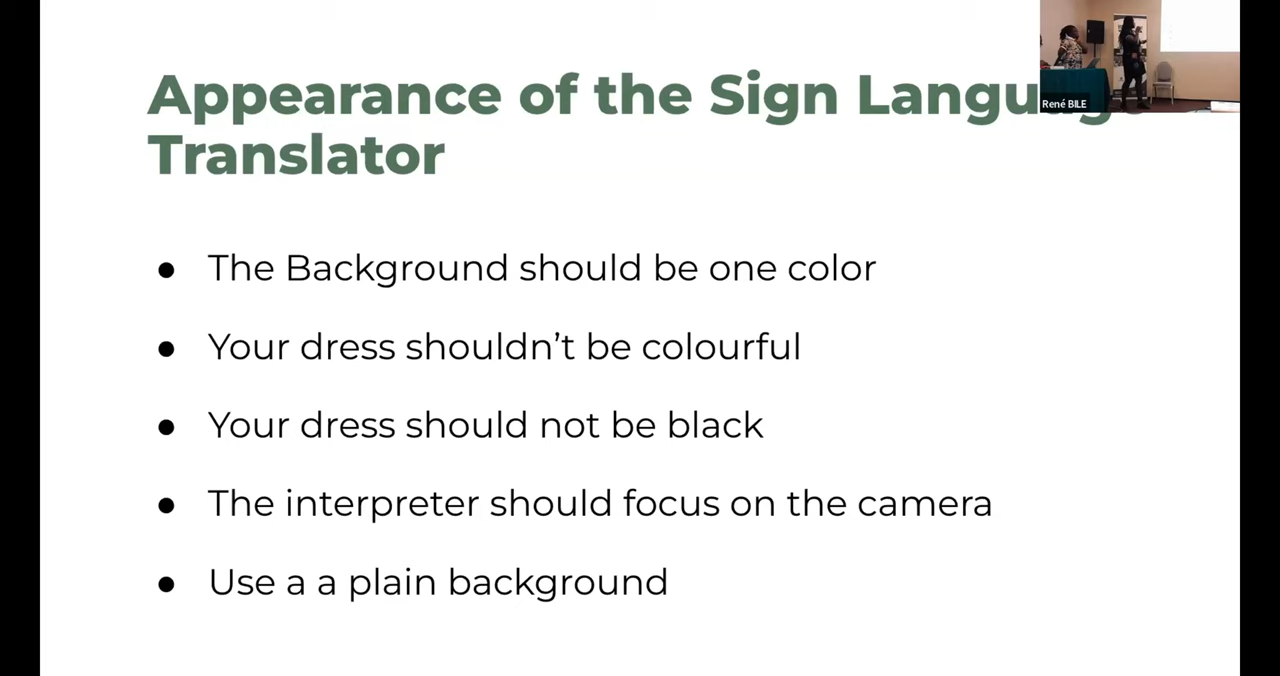 Appearance of the Sign Language
Translator
● The Background should be one color
● Your dress shouldn’t be colourful
● Your dress should not be black
● The interpreter should focus on the camera
● Use a a plain background
René BILE